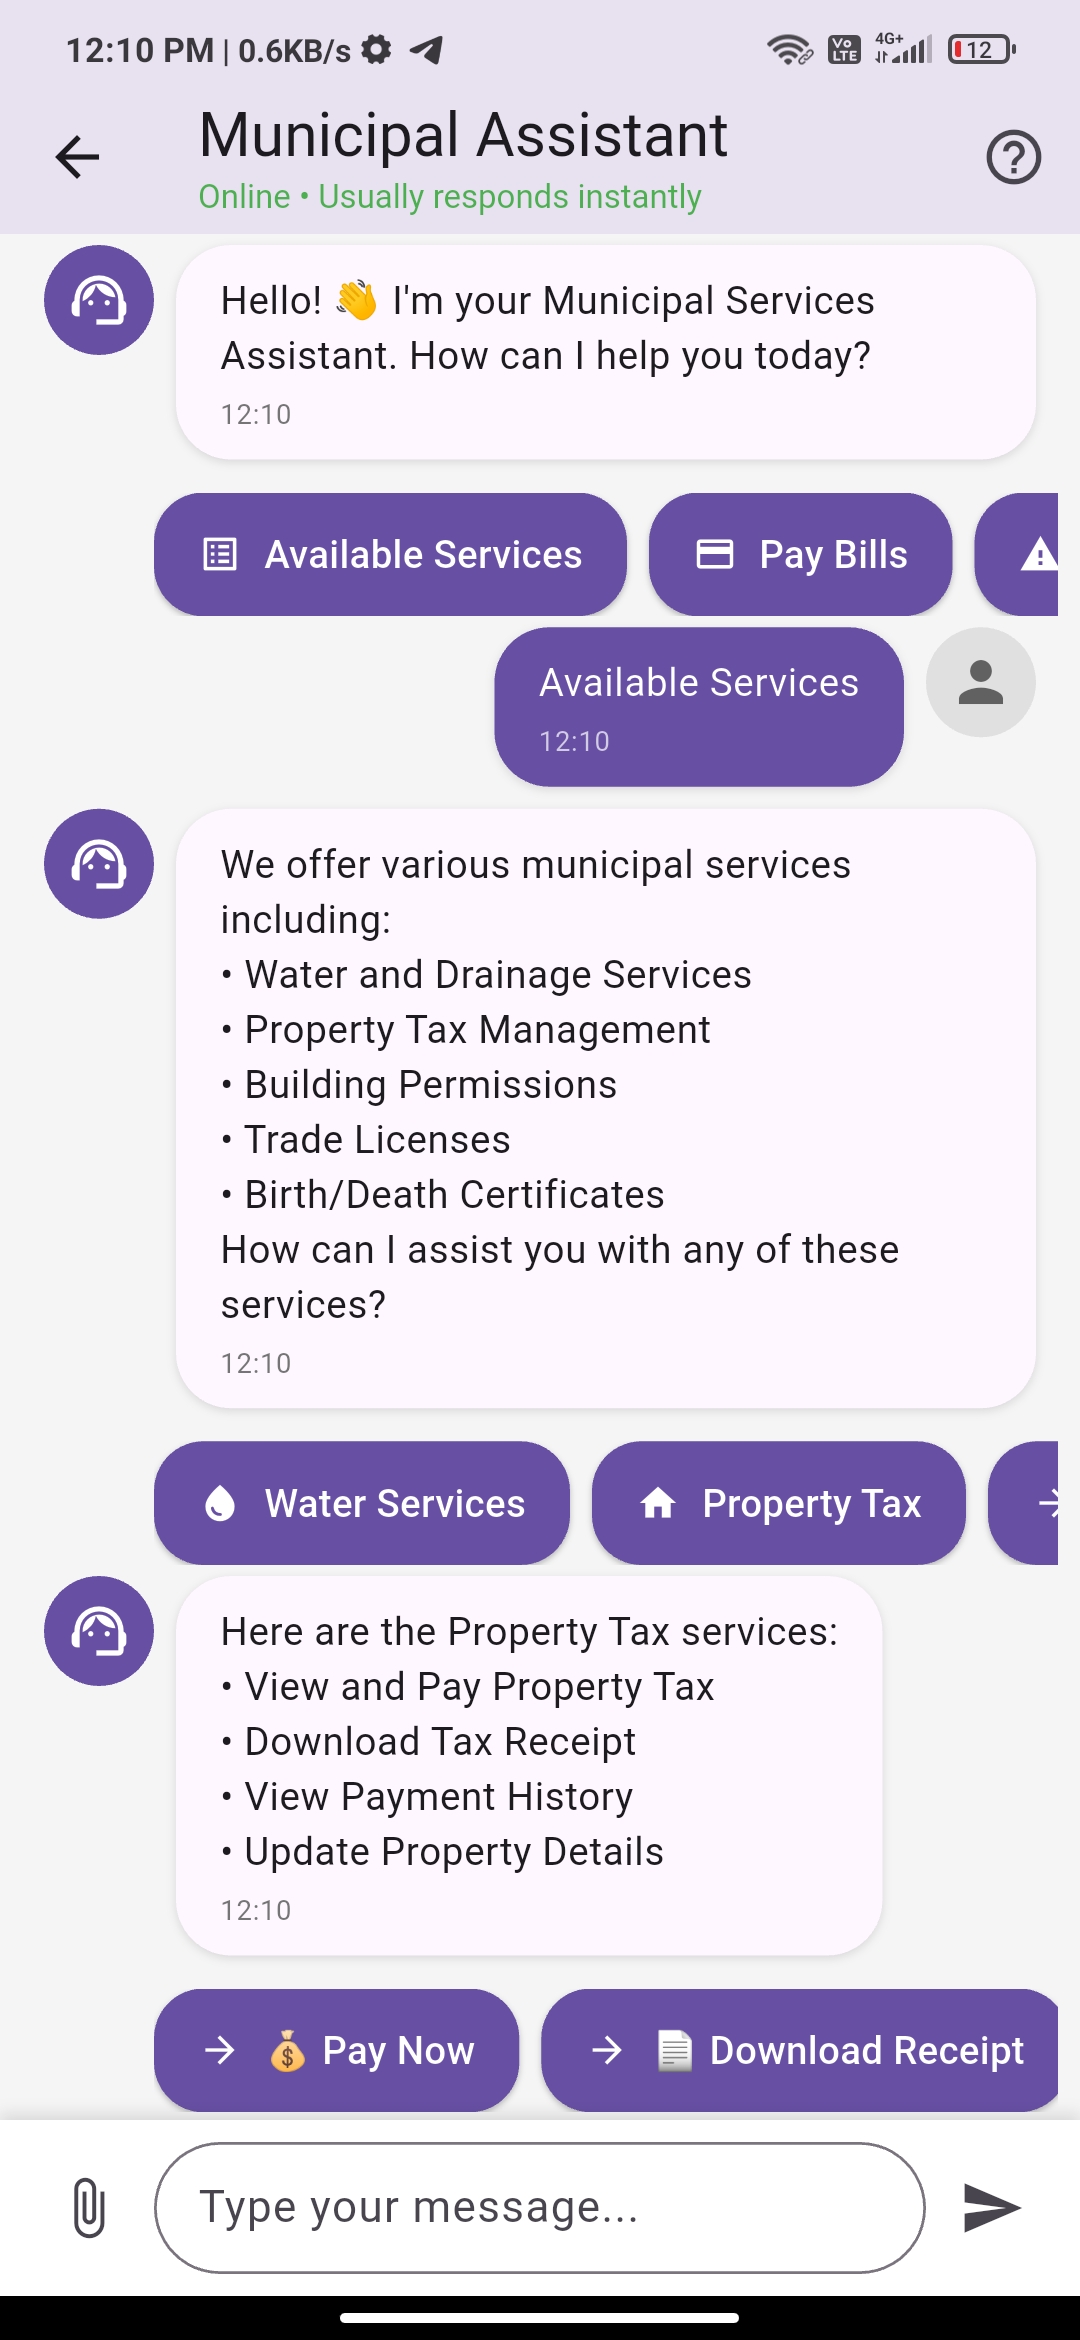 12:10 PM | 0.6KB/s
Vo LTE 4G+ 12
Municipal Assistant
Online • Usually responds instantly
Hello! 👋 I'm your Municipal Services
Assistant. How can I help you today?
12:10
Available Services
Pay Bills
Available Services
12:10
We offer various municipal services
including:
• Water and Drainage Services
• Property Tax Management
• Building Permissions
• Trade Licenses
• Birth/Death Certificates
How can I assist you with any of these
services?
12:10
Water Services
Property Tax
Here are the Property Tax services:
• View and Pay Property Tax
• Download Tax Receipt
• View Payment History
• Update Property Details
12:10
→ 💰 Pay Now
→ 📄 Download Receipt
Type your message...